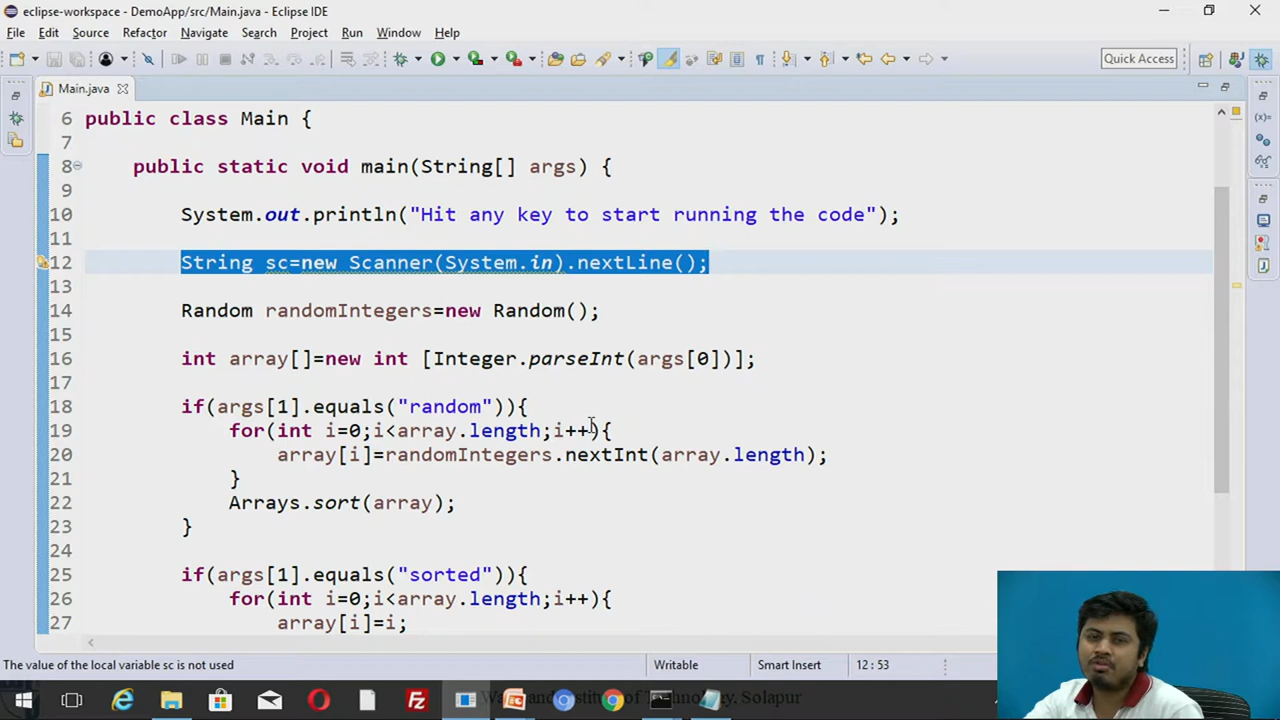 eclipse-workspace - DemoApp/src/Main.java - Eclipse IDE
File Edit Source Refactor Navigate Search Project Run Window Help
Quick Access
Main.java
6 public class Main {
7
8 public static void main(String[] args) {
9
10 System.out.println("Hit any key to start running the code");
11
12 String sc=new Scanner(System.in).nextLine();
13
14 Random randomIntegers=new Random();
15
16 int array[]=new int [Integer.parseInt(args[0])];
17
18 if(args[1].equals("random")){
19 for(int i=0;i<array.length;i++){
20 array[i]=randomIntegers.nextInt(array.length);
21 }
22 Arrays.sort(array);
23 }
24
25 if(args[1].equals("sorted")){
26 for(int i=0;i<array.length;i++){
27 array[i]=i;
The value of the local variable sc is not used Writable Smart Insert 12 : 53
Institute of Technology, Solapur